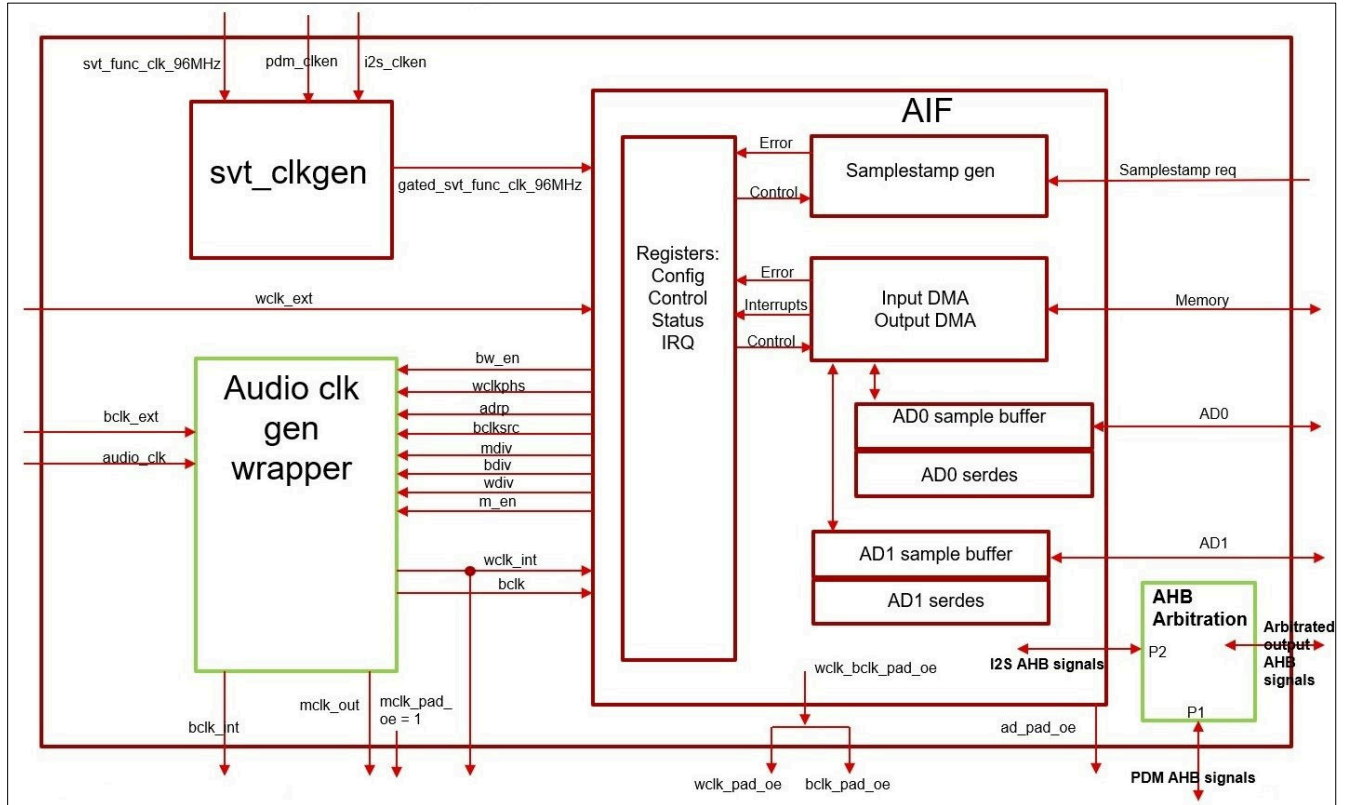 svt_func_clk_96MHz
pdm_clken
i2s_clken
svt_clkgen
gated_svt_func_clk_96MHz
AIF
Registers:
Config
Control
Status
IRQ
Error
Control
Samplestamp gen
Samplestamp req
Error
Interrupts
Control
Input DMA
Output DMA
Memory
wclk_ext
Audio clk
gen
wrapper
bclk_ext
audio_clk
bw_en
wclkphs
adrp
bclksrc
mdiv
bdiv
wdiv
m_en
wclk_int
bclk
AD0 sample buffer
AD0 serdes
AD0
AD1 sample buffer
AD1 serdes
AD1
AHB
Arbitration
P2
P1
I2S AHB signals
Arbitrated
output
AHB
signals
PDM AHB signals
bclk_int
mclk_out
mclk_pad_
oe = 1
wclk_bclk_pad_oe
wclk_pad_oe
bclk_pad_oe
ad_pad_oe